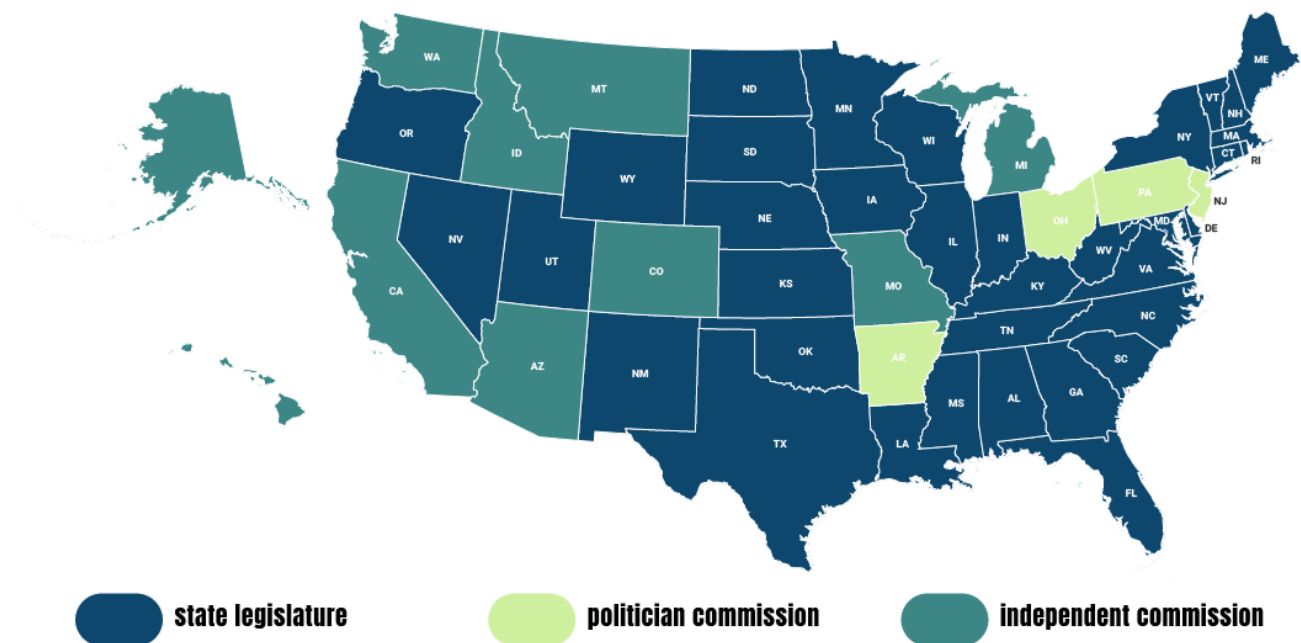 ME
WA
MT
ND
MN
VT
NH
OR
NY
MA
WI
ID
SD
CT
RI
MI
WY
PA
NJ
IA
NE
OH
MD
DE
NV
IL
IN
WV
UT
CO
VA
KS
MO
KY
CA
NC
TN
OK
AR
SC
AZ
NM
MS
AL
GA
TX
LA
FL
state legislature
politician commission
independent commission